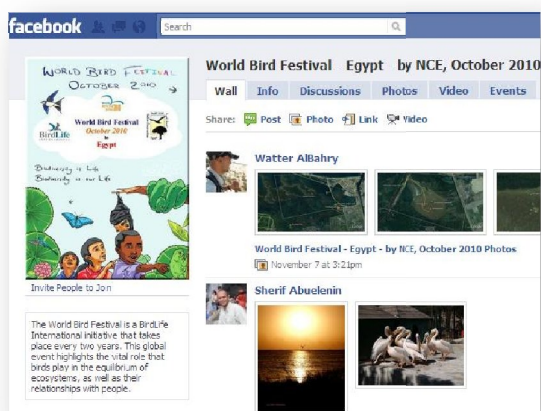 facebook
Search
WORLD BIRD FESTIVAL
OCTOBER 2010
World Bird Festival
October 2010
in
Egypt
BirdLife
Biodiversity is Life
Biodiversity is our Life
Invite People to Join
The World Bird Festival is a BirdLife
International initiative that takes
place every two years. This global
event highlights the vital role that
birds play in the equilibrium of
ecosystems, as well as their
relationships with people.
World Bird Festival Egypt by NCE, October 2010
Wall Info Discussions Photos Video Events
Share: Post Photo Link Video
Watter AlBahry
World Bird Festival - Egypt - by NCE, October 2010 Photos
November 7 at 3:21pm
Sherif Abuelenin